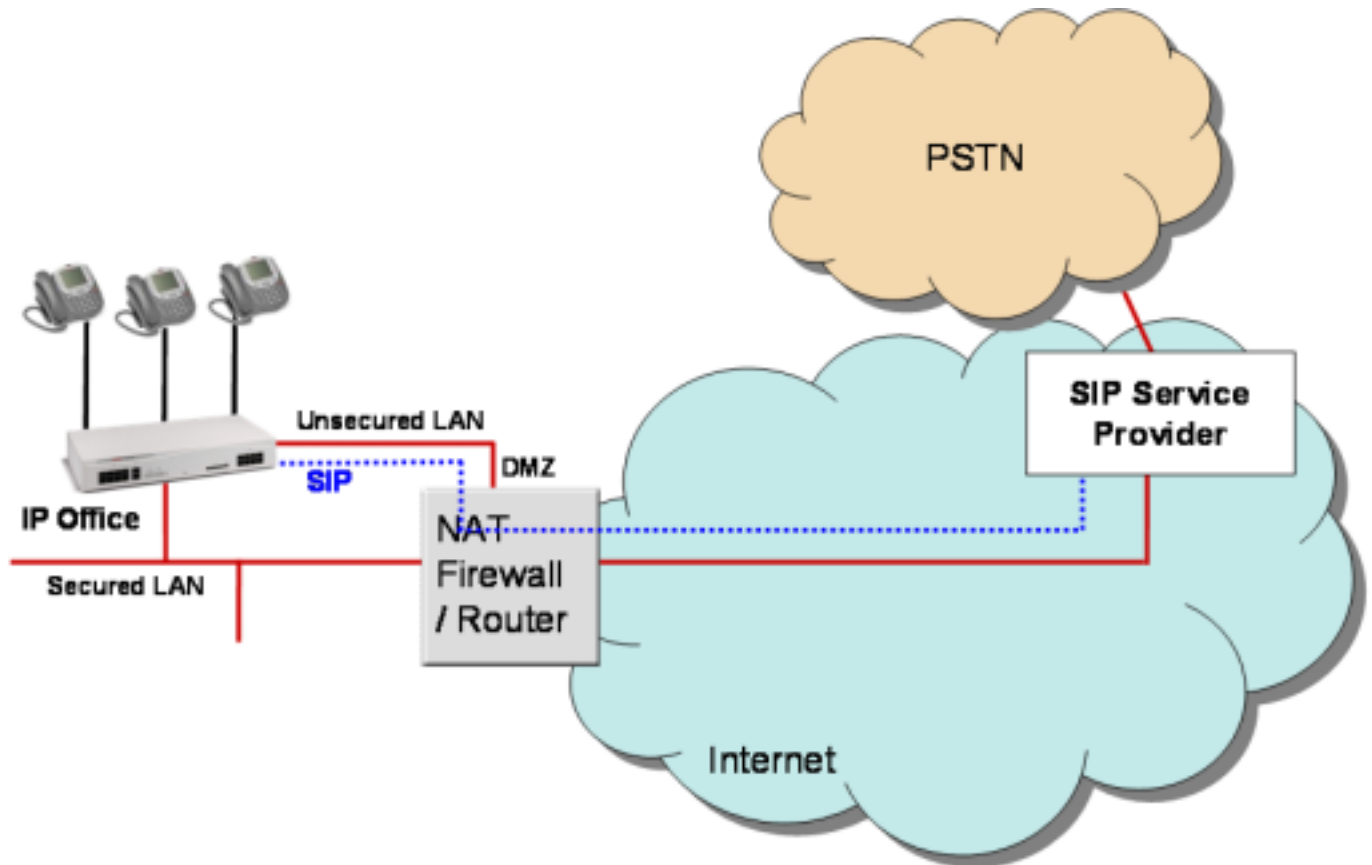 PSTN
SIP Service
Provider
Unsecured LAN
DMZ
SIP
IP Office
NAT
Firewall
/ Router
Secured LAN
Internet